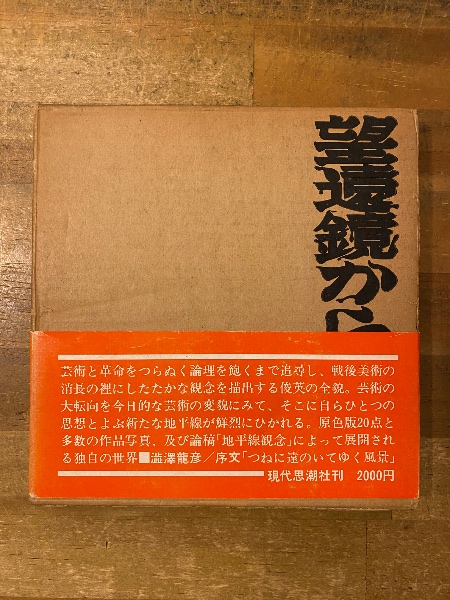 望遠鏡から
芸術と革命をつらぬく論理を飽くまで追尋し、戦後美術の
消長の裡にしたたかな観念を描出する俊英の全貌。芸術の
大転向を今日的な芸術の変貌にみて、そこに自らひとつの
思想とよぶ新たな地平線が鮮烈にひかれる。原色版20点と
多数の作品写真、及び論稿「地平線観念」によって展開され
る独自の世界■澁澤龍彦／序文「つねに遠のいてゆく風景」
現代思潮社刊 2000円